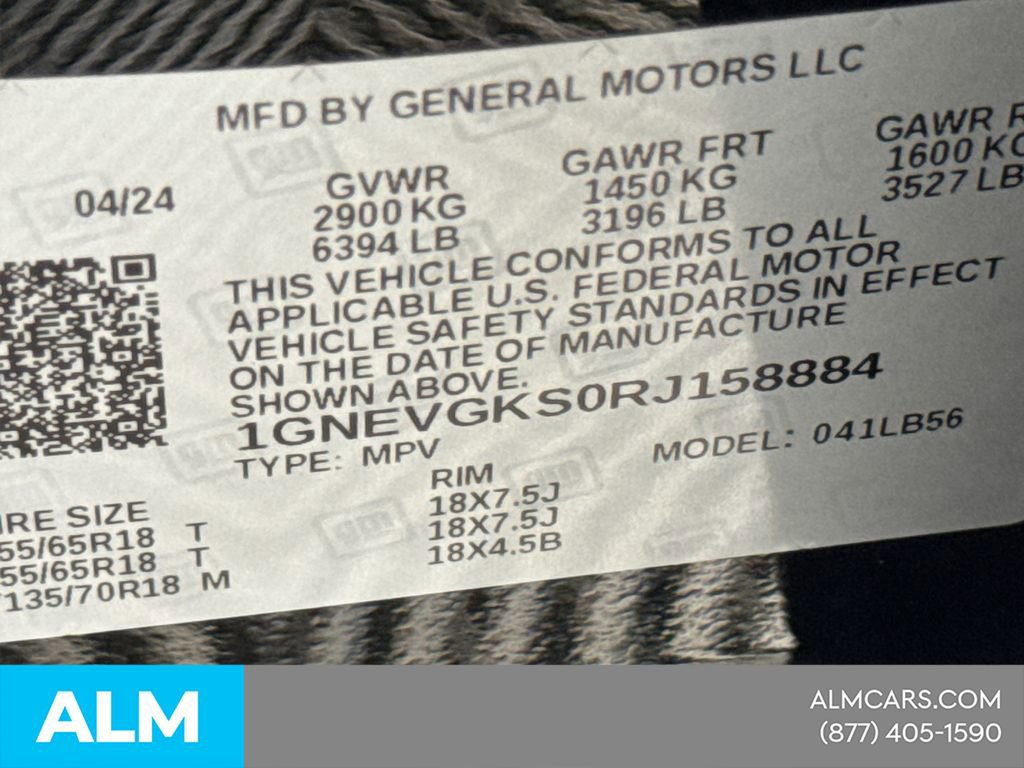 MFD BY GENERAL MOTORS LLC
04/24
GVWR
2900 KG
6394 LB
GAWR FRT
1450 KG
3196 LB
GAWR R
1600 KG
3527 LB
THIS VEHICLE CONFORMS TO ALL
APPLICABLE U.S. FEDERAL MOTOR
VEHICLE SAFETY STANDARDS IN EFFECT
ON THE DATE OF MANUFACTURE
SHOWN ABOVE.
1GNEVGKS0RJ158884
TYPE: MPV
MODEL: 041LB56
IRE SIZE
55/65R18 T
55/65R18 T
135/70R18 M
RIM
18X7.5J
18X7.5J
18X4.5B
ALM
ALMCARS.COM
(877) 405-1590